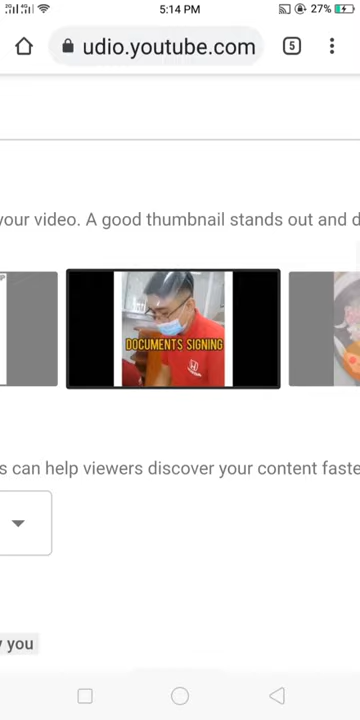 5:14 PM
27%
udio.youtube.com
5
your video. A good thumbnail stands out and d
DOCUMENTS SIGNING
s can help viewers discover your content faste
y you